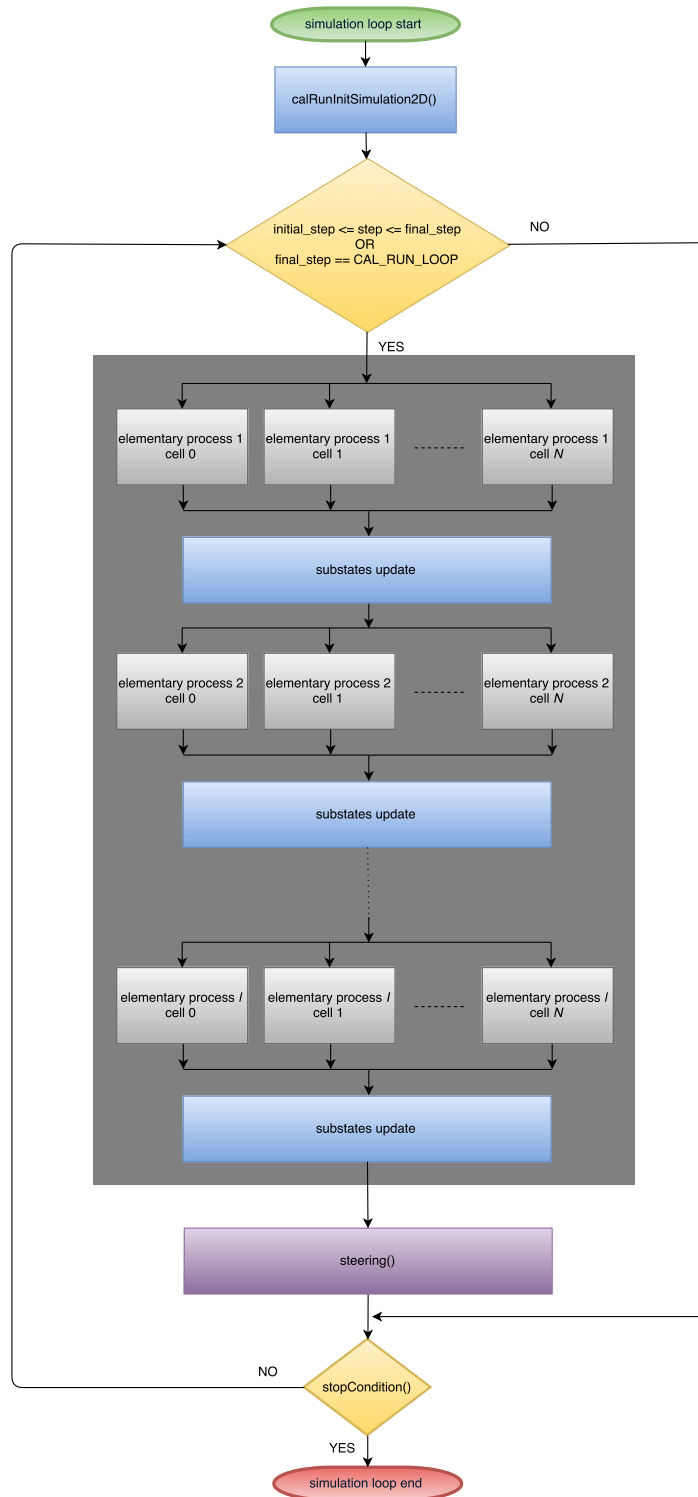 simulation loop start
calRunInitSimulation2D()
initial_step <= step <= final_step
OR
final_step == CAL_RUN_LOOP
NO
YES
elementary process 1
cell 0
elementary process 1
cell 1
elementary process 1
cell N
substates update
elementary process 2
cell 0
elementary process 2
cell 1
elementary process 2
cell N
substates update
elementary process I
cell 0
elementary process I
cell 1
elementary process I
cell N
substates update
steering()
NO
stopCondition()
YES
simulation loop end